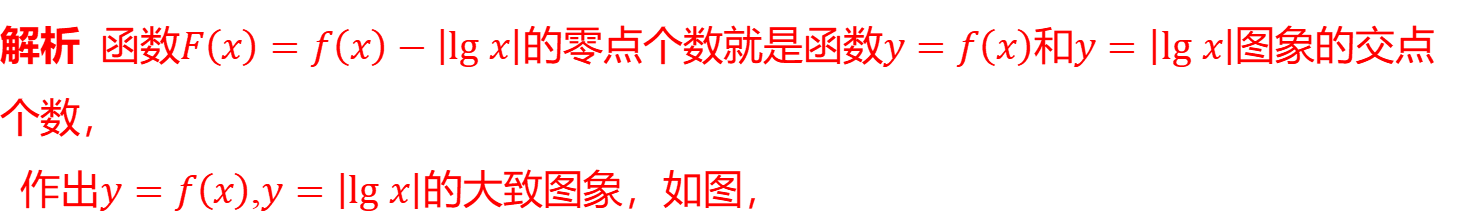 解析 函数F(x) = f(x) − |lg x|的零点个数就是函数y = f(x)和y = |lg x|图象的交点
个数，
作出y = f(x),y = |lg x|的大致图象，如图，